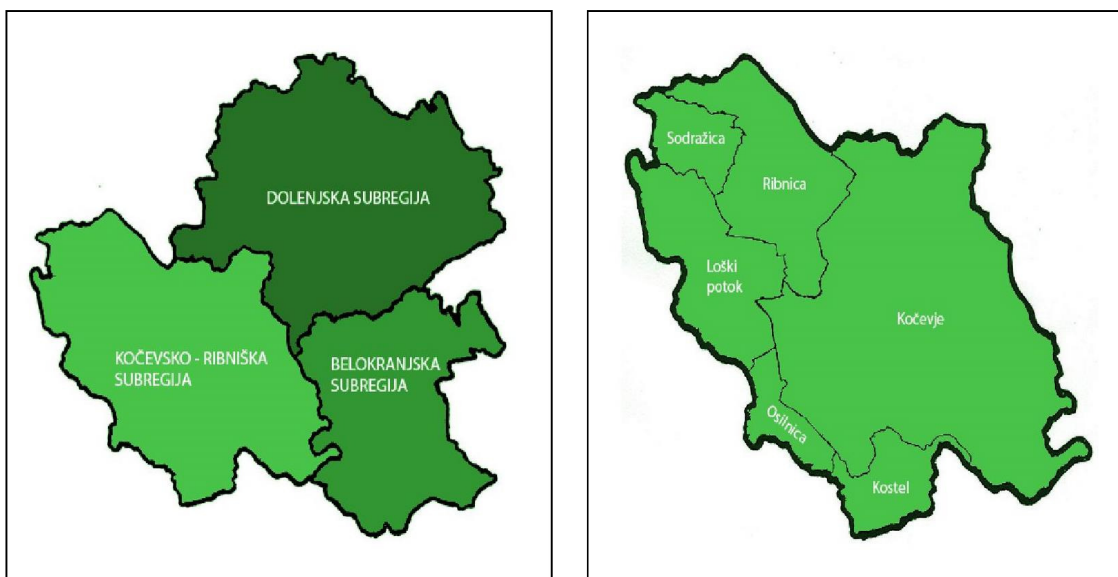 DOLENJSKA SUBREGIJA
KOČEVSKO - RIBNIŠKA
SUBREGIJA
BELOKRANJSKA
SUBREGIJA
Sodražica
Ribnica
Loški
potok
Kočevje
Osilnica
Kostel